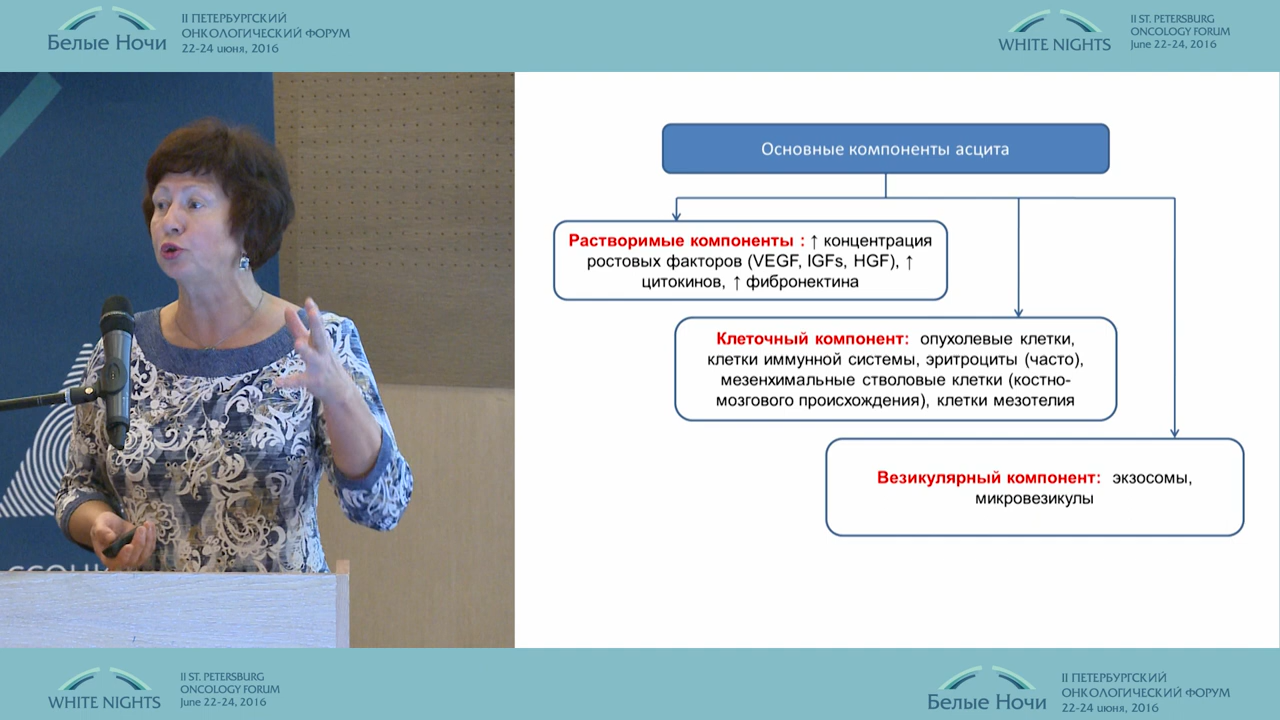 Белые Ночи
II ПЕТЕРБУРГСКИЙ
ОНКОЛОГИЧЕСКИЙ ФОРУМ
22-24 июня, 2016
WHITE NIGHTS
II ST. PETERSBURG
ONCOLOGY FORUM
June 22-24, 2016
Основные компоненты асцита
Растворимые компоненты : ↑ концентрация
ростовых факторов (VEGF, IGFs, HGF), ↑
цитокинов, ↑ фибронектина
Клеточный компонент: опухолевые клетки,
клетки иммунной системы, эритроциты (часто),
мезенхимальные стволовые клетки (костно-
мозгового происхождения), клетки мезотелия
Везикулярный компонент: экзосомы,
микровезикулы
WHITE NIGHTS
II ST. PETERSBURG
ONCOLOGY FORUM
June 22-24, 2016
Белые Ночи
II ПЕТЕРБУРГСКИЙ
ОНКОЛОГИЧЕСКИЙ ФОРУМ
22-24 июня, 2016